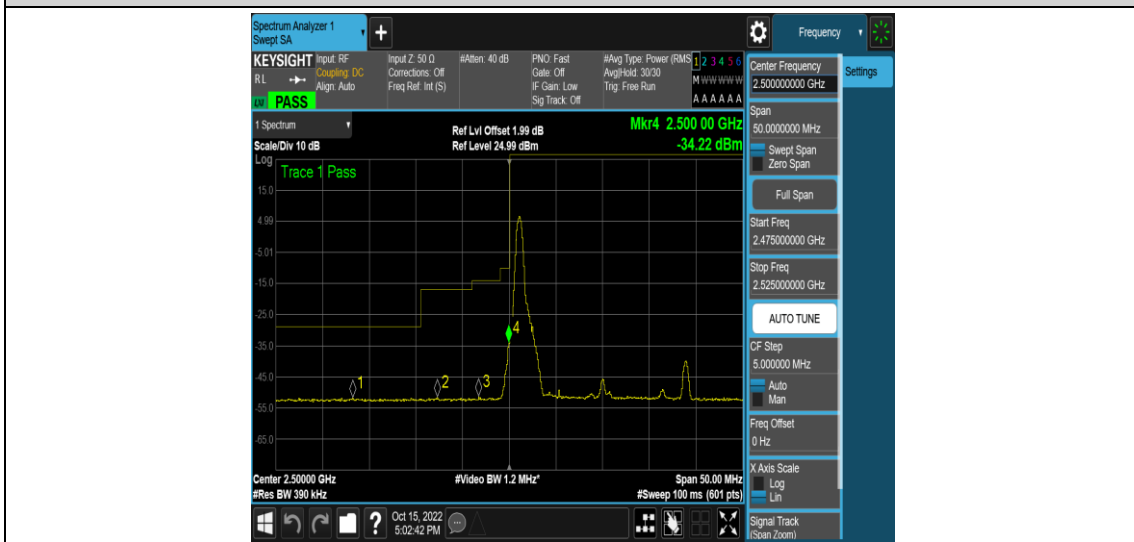 Spectrum Analyzer 1
Swept SA
+
Frequency
KEYSIGHT
RL
PASS
Input: RF
Coupling: DC
Align: Auto
Input Z: 50 Ω
Corrections: Off
Freq Ref: Int (S)
#Atten: 40 dB
PNO: Fast
Gate: Off
IF Gain: Low
Sig Track: Off
#Avg Type: Power (RMS
Avg|Hold: 30/30
Trig: Free Run
1 2 3 4 5 6
M W W W W W
A A A A A A
1 Spectrum
Scale/Div 10 dB
Ref Lvl Offset 1.99 dB
Ref Level 24.99 dBm
Mkr4 2.500 00 GHz
-34.22 dBm
Log
Trace 1 Pass
15.0
4.99
-5.01
-15.0
-25.0
-35.0
-45.0
-55.0
-65.0
1
2
3
4
Center 2.50000 GHz
#Res BW 390 kHz
#Video BW 1.2 MHz*
Span 50.00 MHz
#Sweep 100 ms (601 pts)
?
Oct 15, 2022
5:02:42 PM
Center Frequency
2.500000000 GHz
Settings
Span
50.0000000 MHz
Swept Span
Zero Span
Full Span
Start Freq
2.475000000 GHz
Stop Freq
2.525000000 GHz
AUTO TUNE
CF Step
5.000000 MHz
Auto
Man
Freq Offset
0 Hz
X Axis Scale
Log
Lin
Signal Track
(Span Zoom)